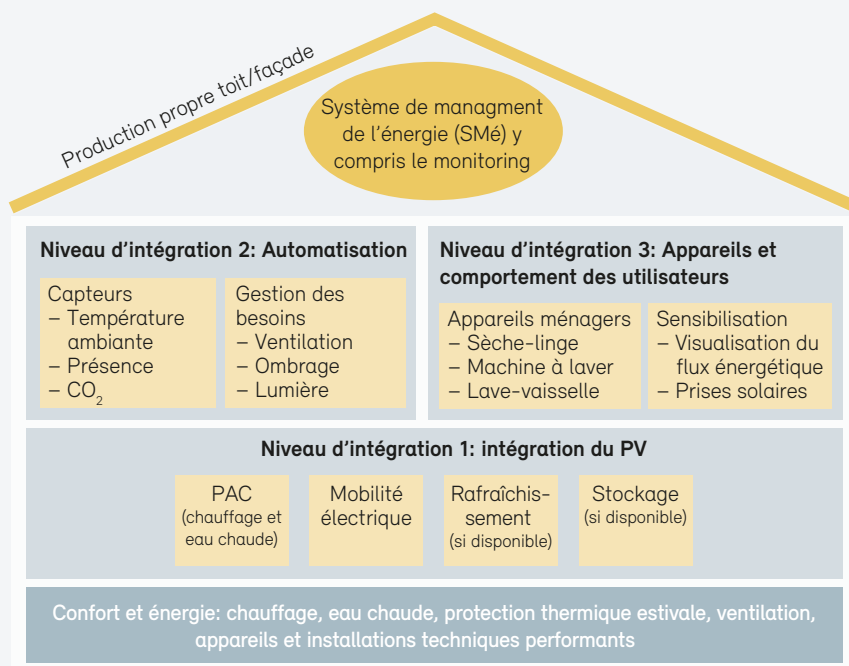 Production propre toit/façade
Système de managment
de l'énergie (SMé) y
compris le monitoring
Niveau d'intégration 2: Automatisation
Capteurs
– Température
ambiante
– Présence
– CO₂
Gestion des
besoins
– Ventilation
– Ombrage
– Lumière
Niveau d'intégration 3: Appareils et
comportement des utilisateurs
Appareils ménagers
– Sèche-linge
– Machine à laver
– Lave-vaisselle
Sensibilisation
– Visualisation du
flux énergétique
– Prises solaires
Niveau d'intégration 1: intégration du PV
PAC
(chauffage et
eau chaude)
Mobilité
électrique
Rafraîchis-
sement
(si disponible)
Stockage
(si disponible)
Confort et énergie: chauffage, eau chaude, protection thermique estivale, ventilation,
appareils et installations techniques performants